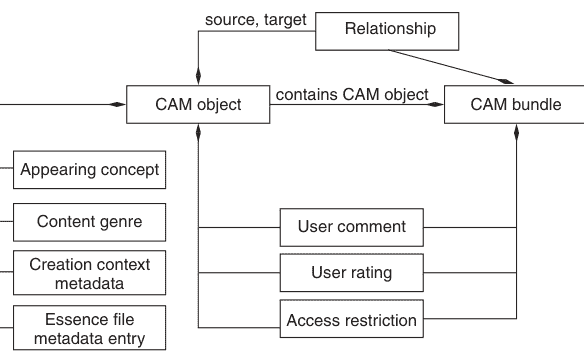 source, target
Relationship
CAM object
contains CAM object
CAM bundle
Appearing concept
Content genre
Creation context
metadata
Essence file
metadata entry
User comment
User rating
Access restriction